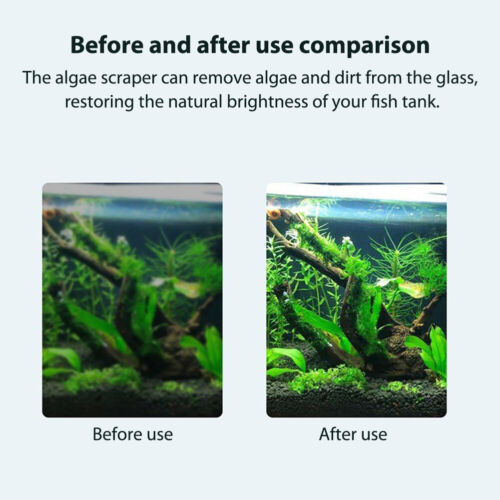 Before and after use comparison
The algae scraper can remove algae and dirt from the glass,
restoring the natural brightness of your fish tank.
Before use
After use